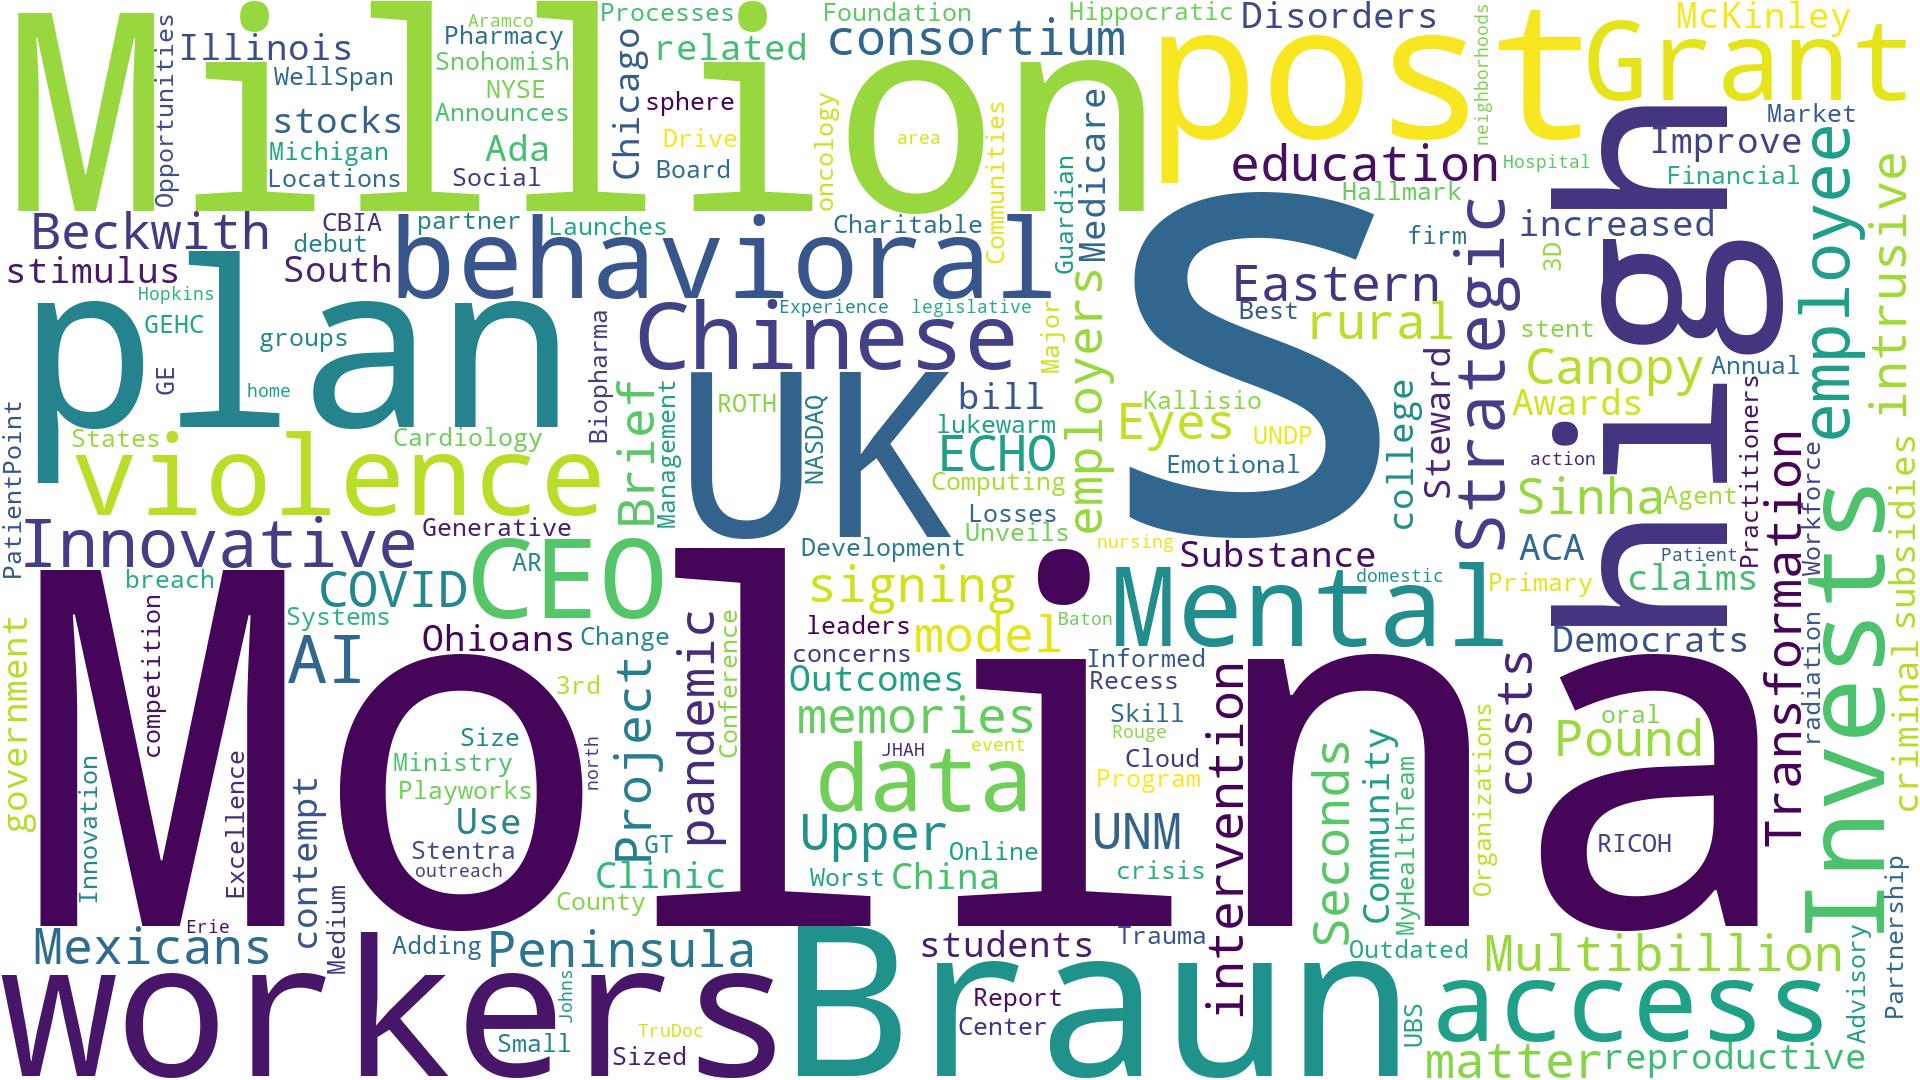 Million
post
Grant
Opportunities
Illinois
Aramco
Pharmacy
Processes
Foundation
Hippocratic
Disorders
McKinley
WellSpan
Snohomish
NYSE
Announces
Chicago
related
consortium
neighborhoods
stocks
Michigan
Locations
Ada
Social
sphere
Drive
Board
oncology
area
Communities
Medicare
Guardian
education
Hallmark
Hospital
night
Market
Improve
Financial
employee
intrusive
Beckwith
CBIA
debut
partner
Launches
Charitable
behavioral
stimulus
South
plan
Hopkins
GEHC
GE
groups
home
Biopharma
Chinese
Experience
legislative
Major
employers
S
Eastern
Best
firm
rural
Strategic
increased
3D
stent
Canopy
Annual
Awards
Steward
college
UK
ROTH
NASDAQ
bill
lukewarm
ECHO
Computing
Losses
Unveils
Kallisio
Eyes
UNDP
Emotional
action
Sinha
Agent
Practitioners
States
violence
Cardiology
Brief
Management
PatientPoint
Innovative
Generative
CEO
AR
COVID
breach
Systems
Development
signing
nursing
Substance
Mental
domestic
ACA
Primary
Patient
claims
Workforce
Transformation
subsidies
Invests
Molina
government
competition
AI
Ohioans
Change
pandemic
Conference
leaders
concerns
model
Baton
Outcomes
Informed
Recess
Democrats
radiation
criminal
3rd
Project
north
memories
data
JHAH
event
Skill
Rouge
Cloud
Program
intervention
costs
oral
Pound
Size
Ministry
Playworks
Use
Stentra
outreach
Innovation
Excellence
contempt
Medium
GT
Clinic
County
Upper
Online
Worst
China
UNM
crisis
Seconds
Community
MyHealthTeam
Organizations
RICOH
Erie
Mexicans
Adding
Peninsula
students
Trauma
Outdated
Multibillion
Advisory
Partnership
workers
Johns
Small
TruDoc
Sized
Braun
Report
Center
UBS
access
matter
reproductive